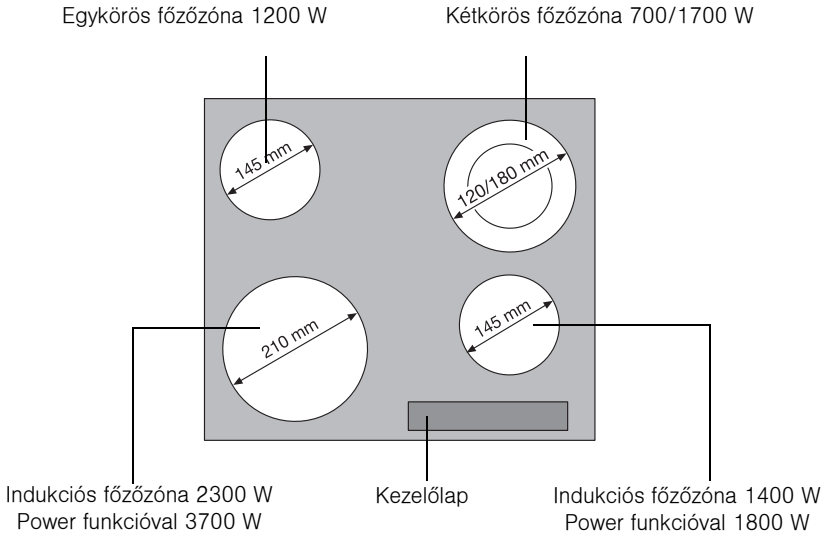 Egykörös főzőzóna 1200 W
Kétkörös főzőzóna 700/1700 W
145 mm
120/180 mm
210 mm
145 mm
Indukciós főzőzóna 2300 W
Power funkcióval 3700 W
Kezelőlap
Indukciós főzőzóna 1400 W
Power funkcióval 1800 W